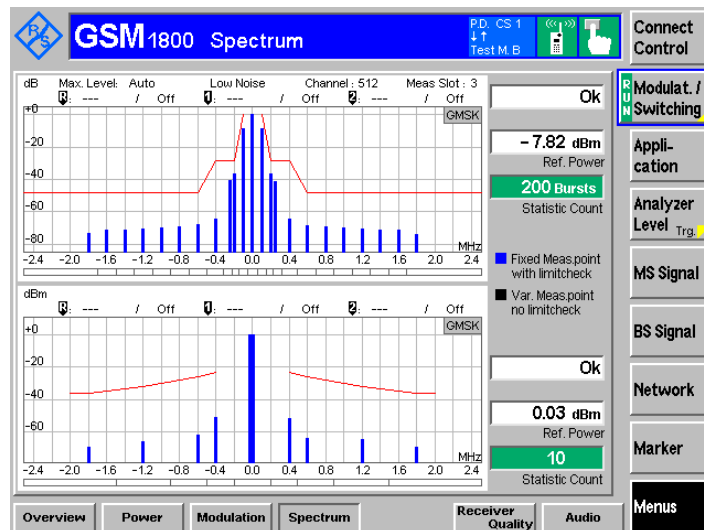 R&S
GSM 1800 Spectrum
P.D. CS 1
↓↑
Test M. B
Connect Control
dB Max. Level: Auto Low Noise Channel : 512 Meas Slot : 3
R: --- / Off 1: --- / Off 2: --- / Off
GMSK
+0
-20
-40
-60
-80
MHz
-2.4 -2.0 -1.6 -1.2 -0.8 -0.4 0.0 0.4 0.8 1.2 1.6 2.0 2.4
Ok
-7.82 dBm
Ref. Power
200 Bursts
Statistic Count
Fixed Meas.point
with limitcheck
Var. Meas.point
no limitcheck
dBm
R: --- / Off 1: --- / Off 2: --- / Off
GMSK
+0
-20
-40
-60
MHz
-2.4 -2.0 -1.6 -1.2 -0.8 -0.4 0.0 0.4 0.8 1.2 1.6 2.0 2.4
Ok
0.03 dBm
Ref. Power
10
Statistic Count
RUN
Modulat. /
Switching
Appli-
cation
Analyzer
Level Trg.
MS Signal
BS Signal
Network
Marker
Menus
Overview Power Modulation Spectrum Receiver Quality Audio